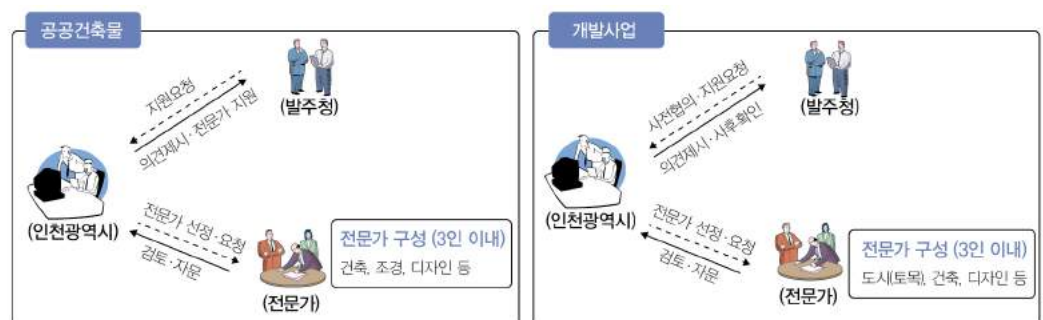 공공건축물
(발주청)
지원요청
의견제시·전문가 지원
(인천광역시)
전문가 선정·요청
검토·자문
(전문가)
전문가 구성 (3인 이내)
건축, 조경, 디자인 등
개발사업
(발주청)
사전협의·지원요청
의견제시·사후확인
(인천광역시)
전문가 선정·요청
검토·자문
(전문가)
전문가 구성 (3인 이내)
도시(토목), 건축, 디자인 등